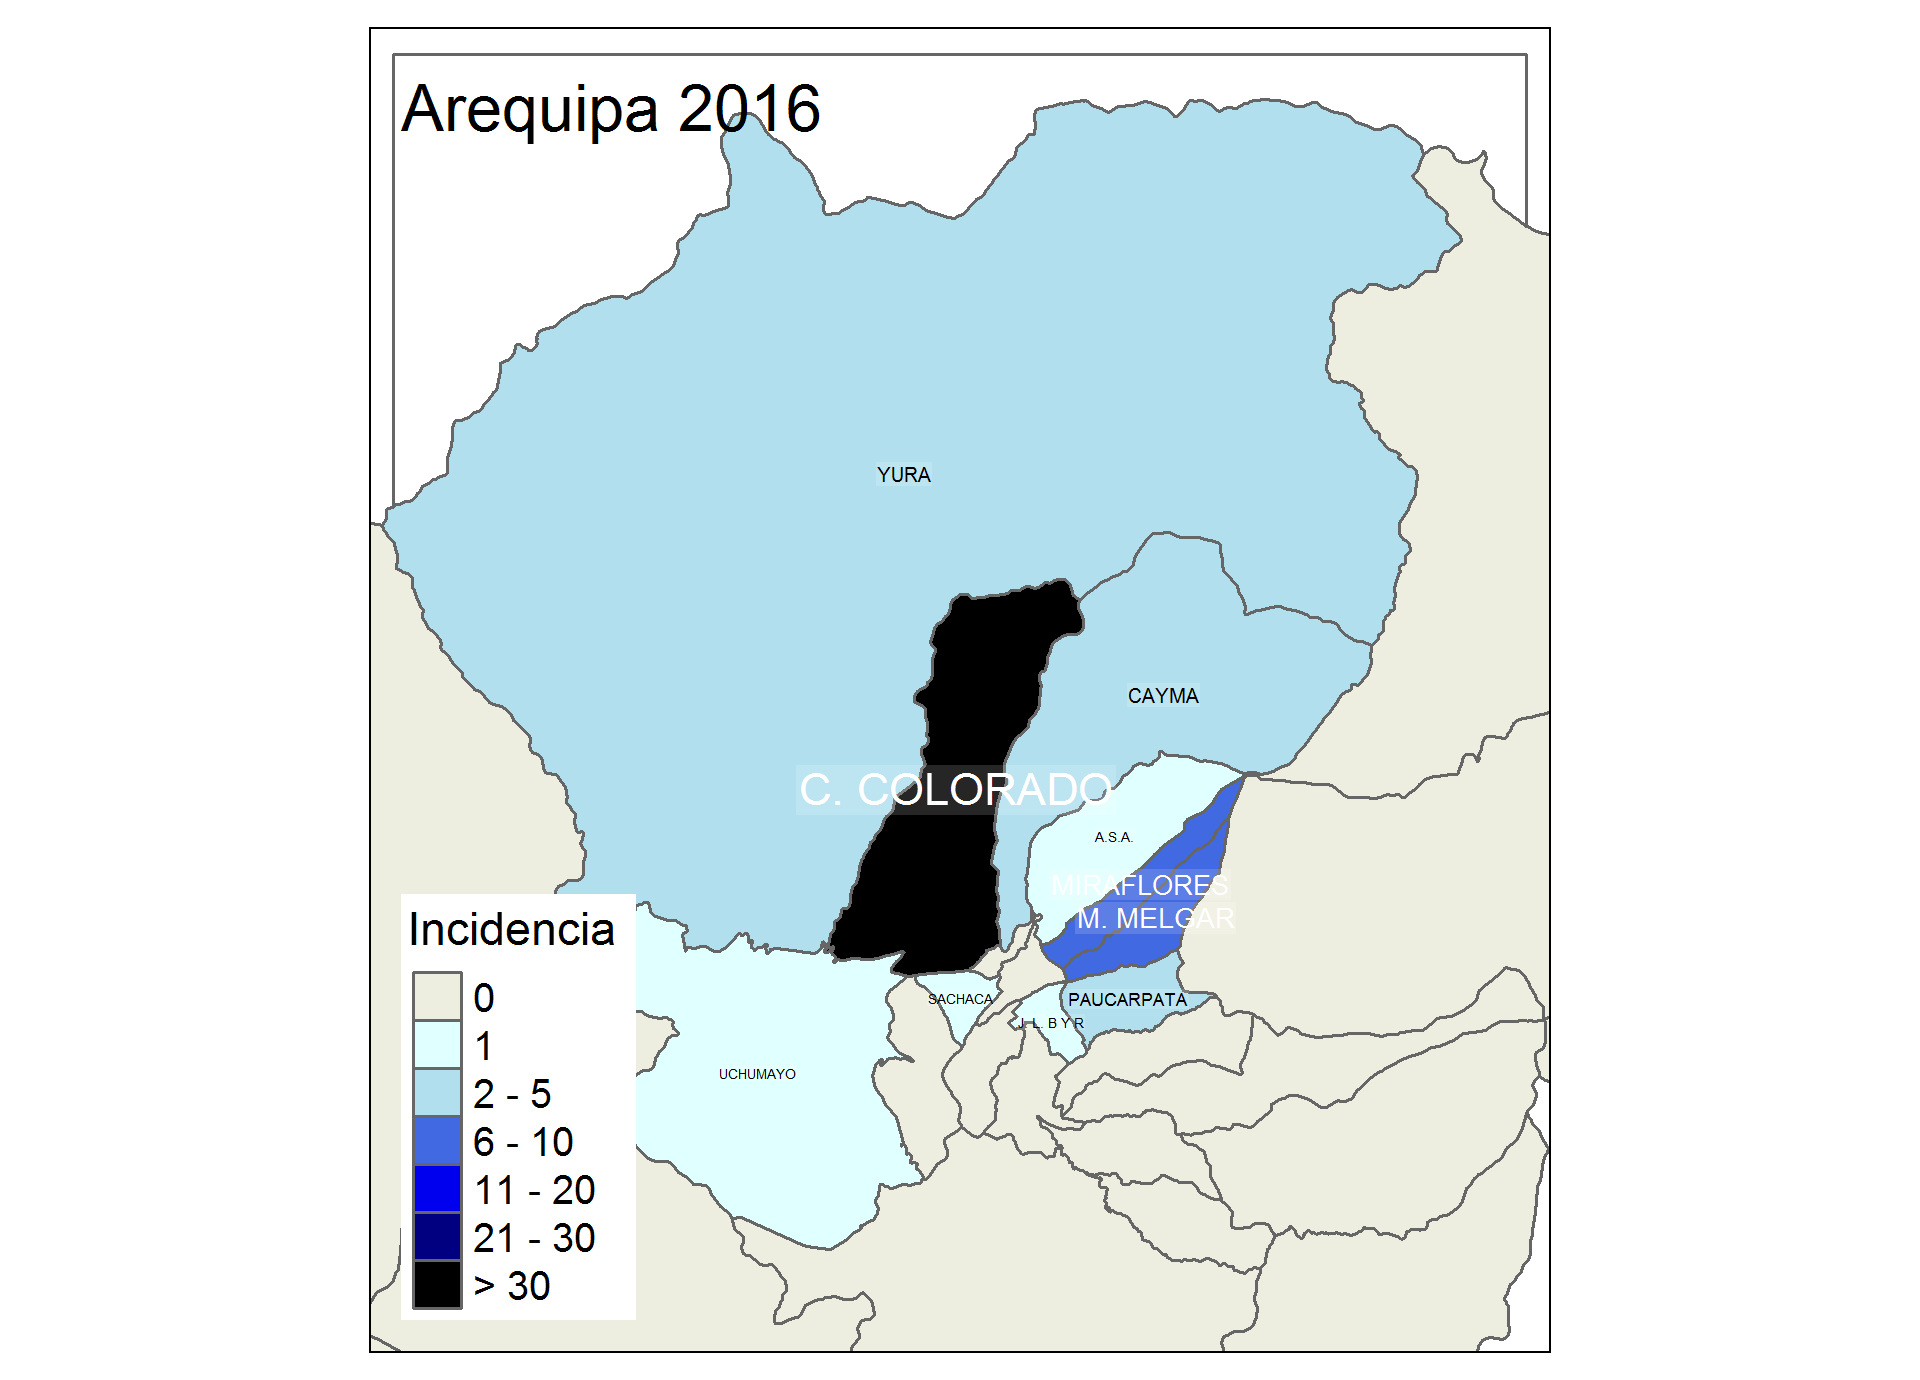 Arequipa 2016
YURA
CAYMA
C. COLORADO
A.S.A.
MIRAFLORES
M. MELGAR
SACHACA
PAUCARPATA
J. L. B Y R
UCHUMAYO
Incidencia
0
1
2 - 5
6 - 10
11 - 20
21 - 30
> 30